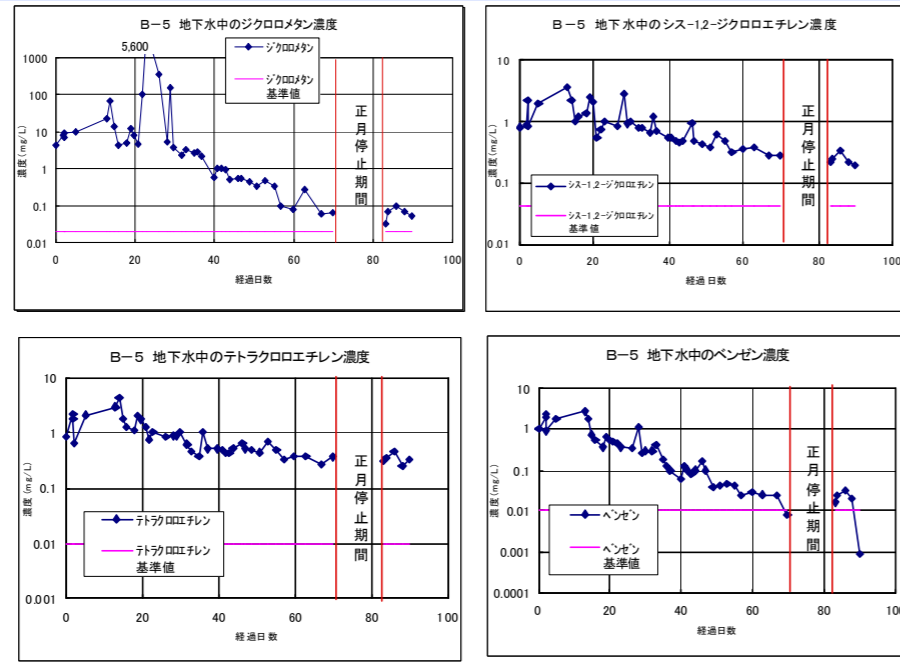 B-5 地下水中のジクロロメタン濃度
5,600
1000
100
10
1
0.1
0.01
濃度(mg/L)
ジクロロメタン
ジクロロメタン
基準値
正月停止期間
0 20 40 60 80 100
経過日数
B-5 地下水中のシス-1,2-ジクロロエチレン濃度
10
1
0.1
0.01
濃度(mg/L)
シス-1,2-ジクロロエチレン
シス-1,2-ジクロロエチレン
基準値
正月停止期間
0 20 40 60 80 100
経過日数
B-5 地下水中のテトラクロロエチレン濃度
10
1
0.1
0.01
0.001
濃度(mg/L)
テトラクロロエチレン
テトラクロロエチレン
基準値
正月停止期間
0 20 40 60 80 100
経過日数
B-5 地下水中のベンゼン濃度
10
1
0.1
0.01
0.001
0.0001
濃度(mg/L)
ベンゼン
ベンゼン
基準値
正月停止期間
0 20 40 60 80 100
経過日数